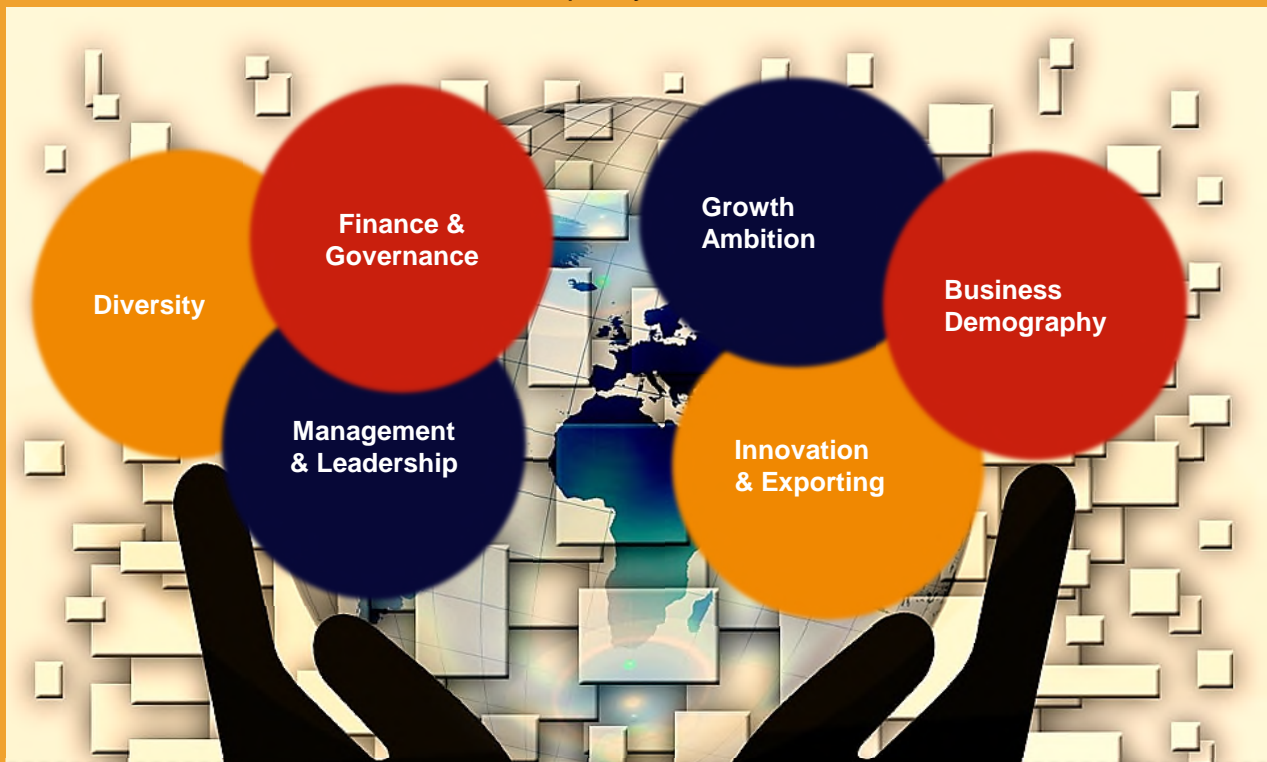 Finance &
Governance
Diversity
Management
& Leadership
Growth
Ambition
Business
Demography
Innovation
& Exporting